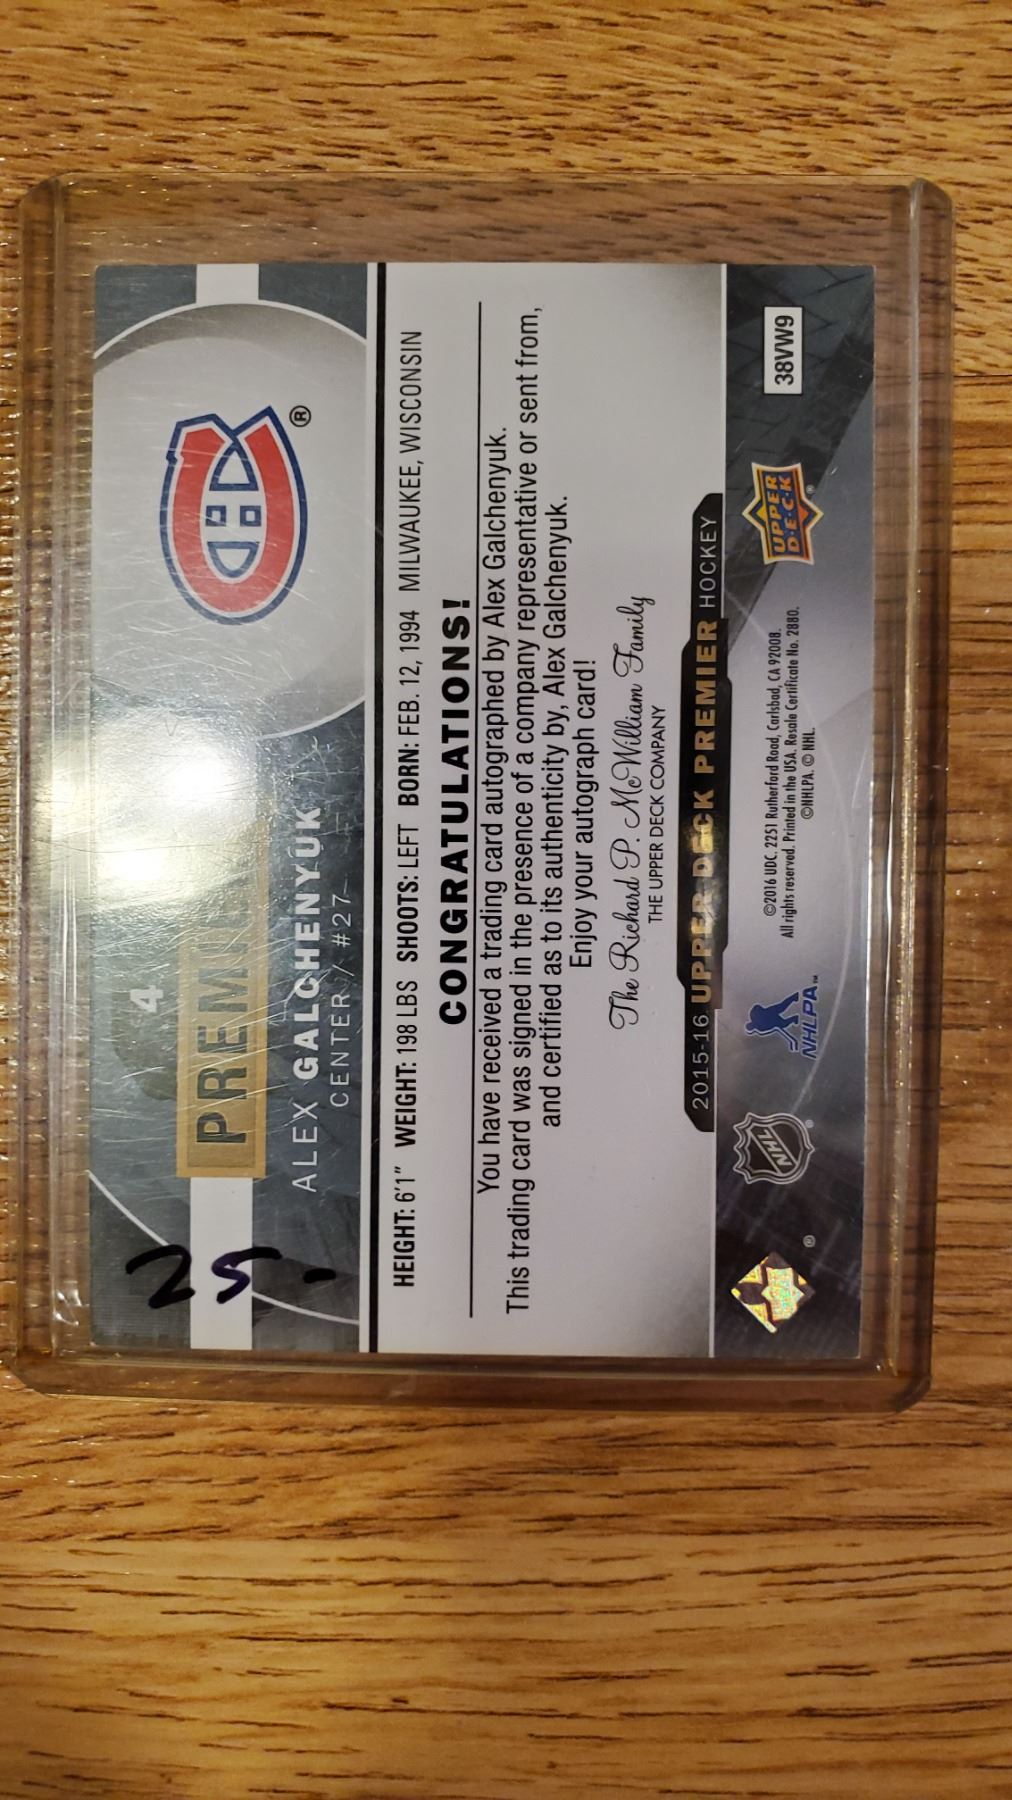 4
PREMI
ALEX GALCHENYUK
CENTER / #27
25-
®
HEIGHT: 6'1" WEIGHT: 198 LBS SHOOTS: LEFT BORN: FEB. 12, 1994 MILWAUKEE, WISCONSIN
CONGRATULATIONS!
You have received a trading card autographed by Alex Galchenyuk.
This trading card was signed in the presence of a company representative or sent from,
and certified as to its authenticity by, Alex Galchenyuk.
Enjoy your autograph card!
The Richard P. McWilliam Family
THE UPPER DECK COMPANY
2015-16 UPPER DECK PREMIER HOCKEY
NHL
®
NHLPA™
©2016 UDC, 2251 Rutherford Road, Carlsbad, CA 92008.
All rights reserved. Printed in the USA. Resale Certificate No. 2880.
©NHLPA. © NHL.
UPPER
D·E·C·K
®
38VW9